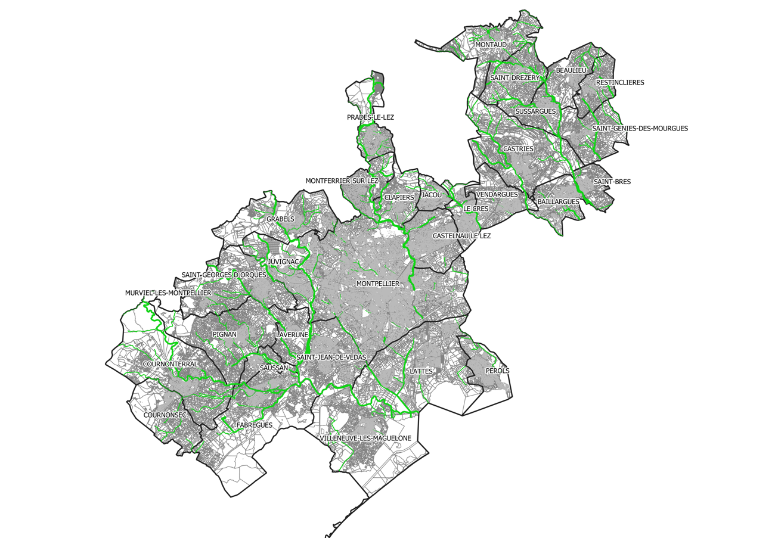 MONTAUD
BEAULIEU
SAINT-DREZERY
RESTINCLIERES
SUSSARGUES
PRADES-LE-LEZ
SAINT-GENIES-DES-MOURGUES
CASTRIES
MONTFERRIER-SUR-LEZ
SAINT-BRES
JACOU
VENDARGUES
CLAPIERS
BAILLARGUES
LE CRES
GRABELS
CASTELNAU-LE-LEZ
JUVIGNAC
SAINT-GEORGES-D'ORQUES
MONTPELLIER
MURVIEL-LES-MONTPELLIER
PIGNAN
LAVERUNE
SAINT-JEAN-DE-VEDAS
COURNONTERRAL
SAUSSAN
LATTES
PEROLS
COURNONSEC
FABREGUES
VILLENEUVE-LES-MAGUELONE